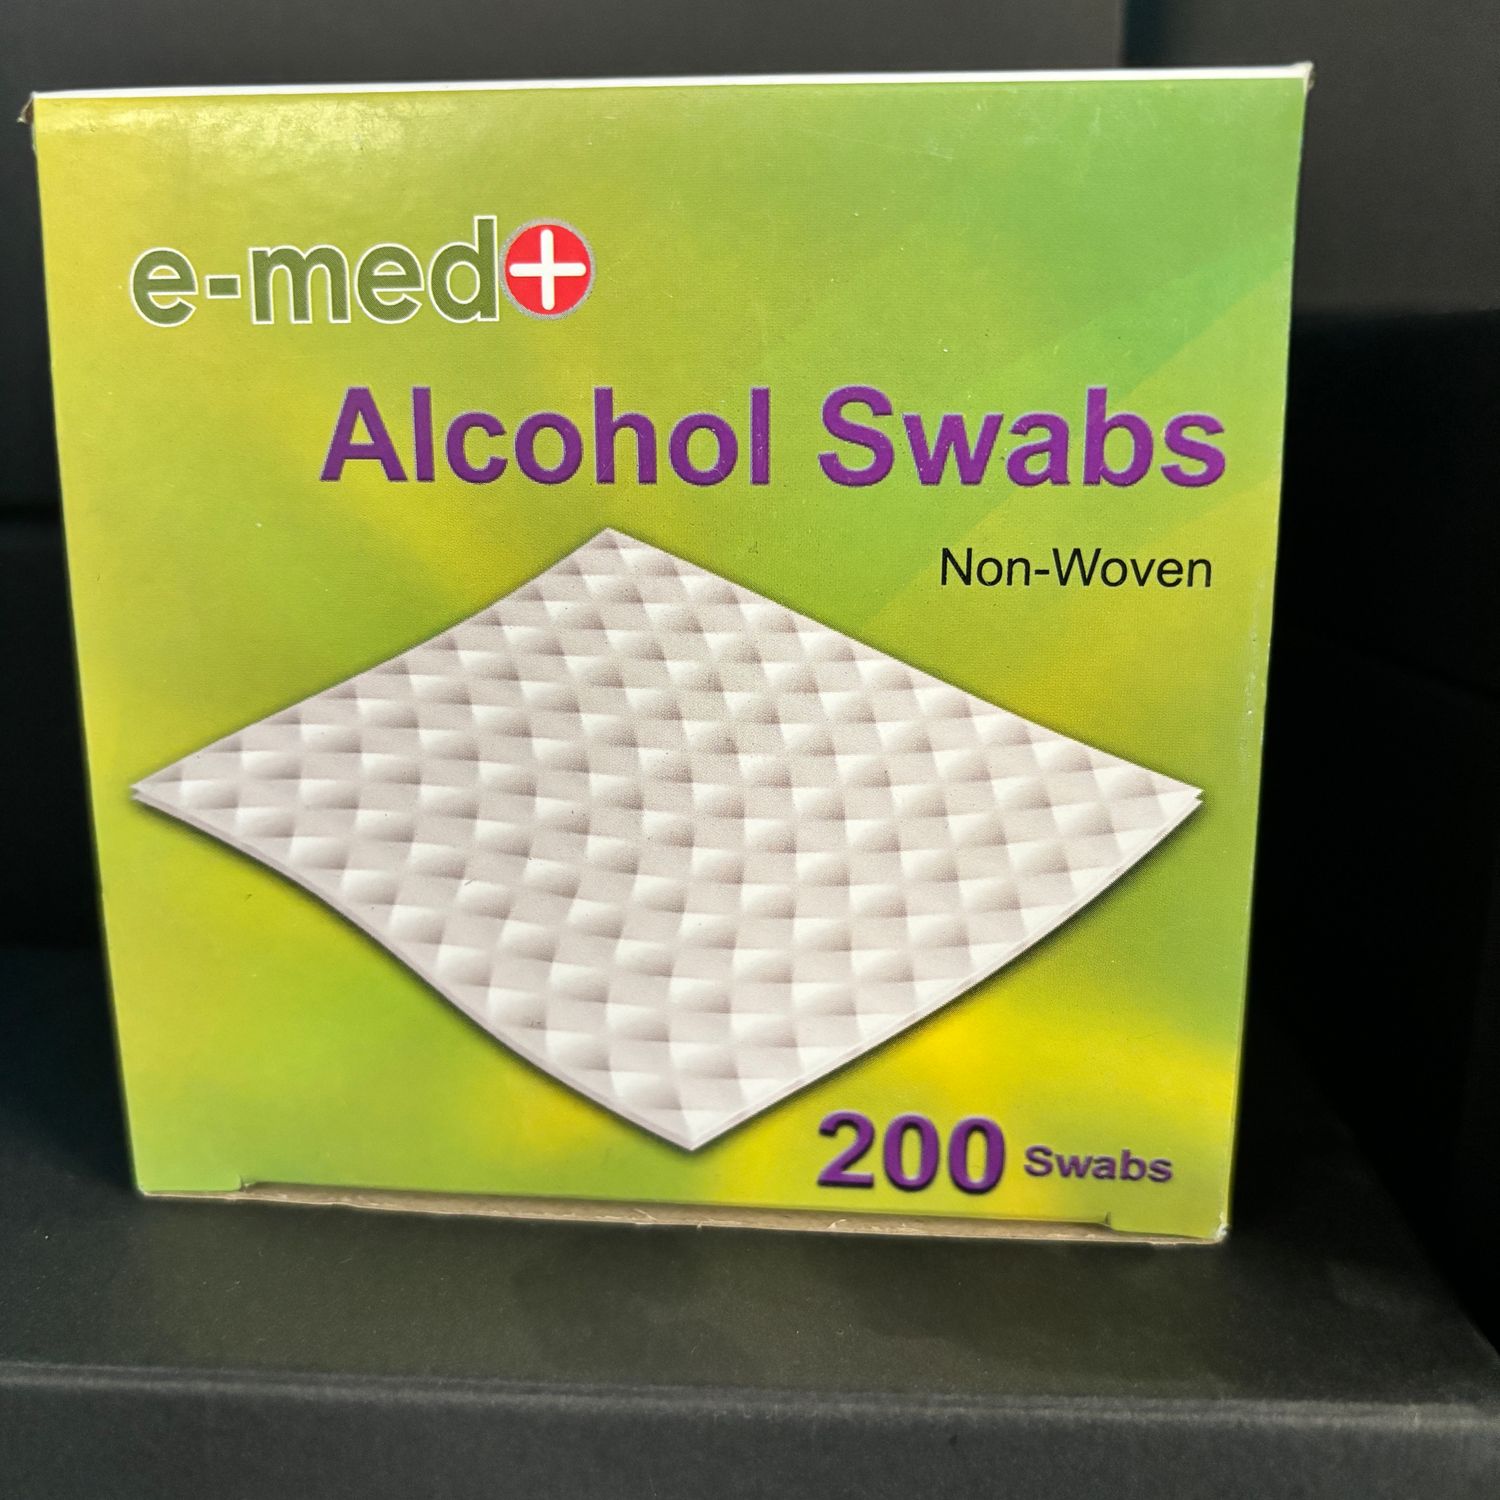 e-med
Alcohol Swabs
Non-Woven
200 Swabs